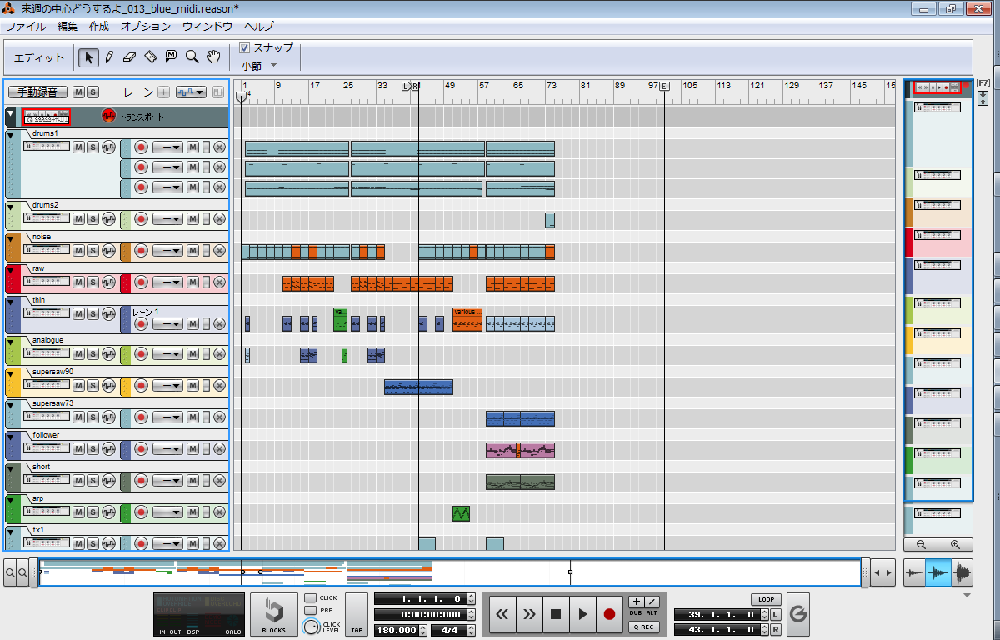 来週の中心どうするよ_013_blue_midi.reason*
ファイル 編集 作成 オプション ウィンドウ ヘルプ
エディット M スナップ
小節
手動録音 M S レーン
1 9 17 25 33 L R 49 57 65 73 81 89 97 E 105 113 121 129 137 145 15
4
[F7]
トランスポート
drums1
M S M
M
M
drums2
M S M
noise
M S M
raw
M S M
thin
レーン 1
M S M
various
analogue
M S M
supersaw90
M S M
supersaw73
M S M
follower
M S M
short
M S M
arp
M S M
fx1
M S M
IN OUT DSP CALC
BLOCKS
CLICK
PRE
CLICK LEVEL
TAP
1. 1. 1. 0
0:00:00:000
180.000 4/4
DUB ALT
Q REC
LOOP
39. 1. 1. 0 L
43. 1. 1. 0 R